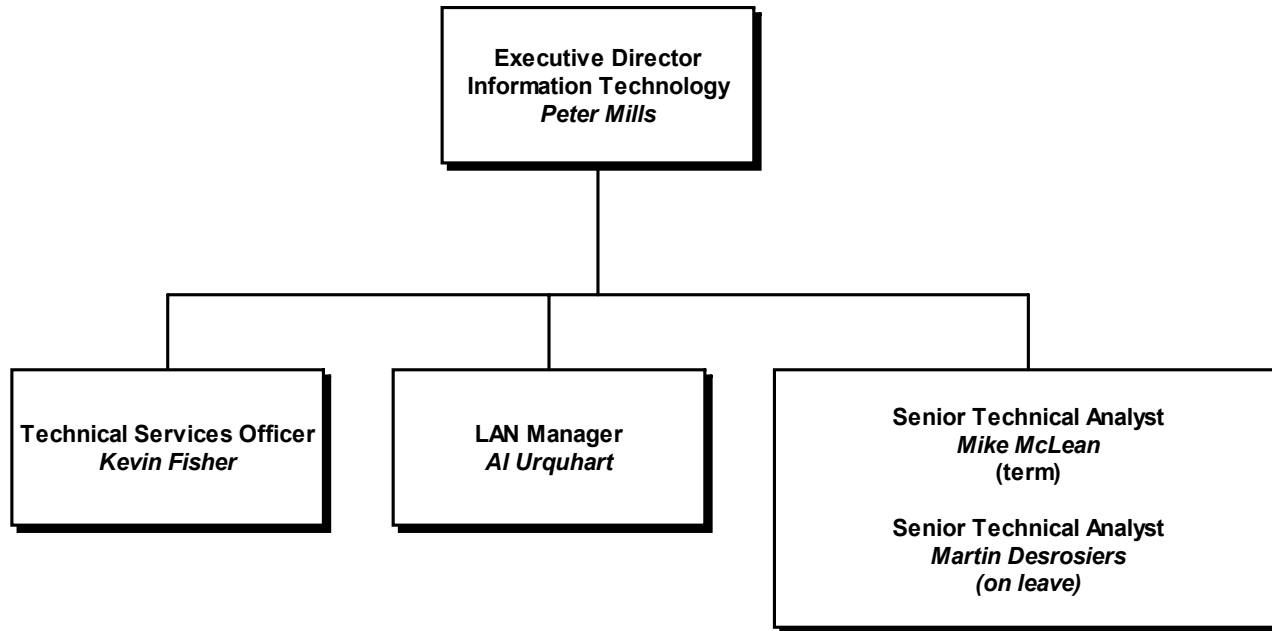 Executive Director
Information Technology
Peter Mills
Technical Services Officer
Kevin Fisher
LAN Manager
Al Urquhart
Senior Technical Analyst
Mike McLean
(term)
Senior Technical Analyst
Martin Desrosiers
(on leave)